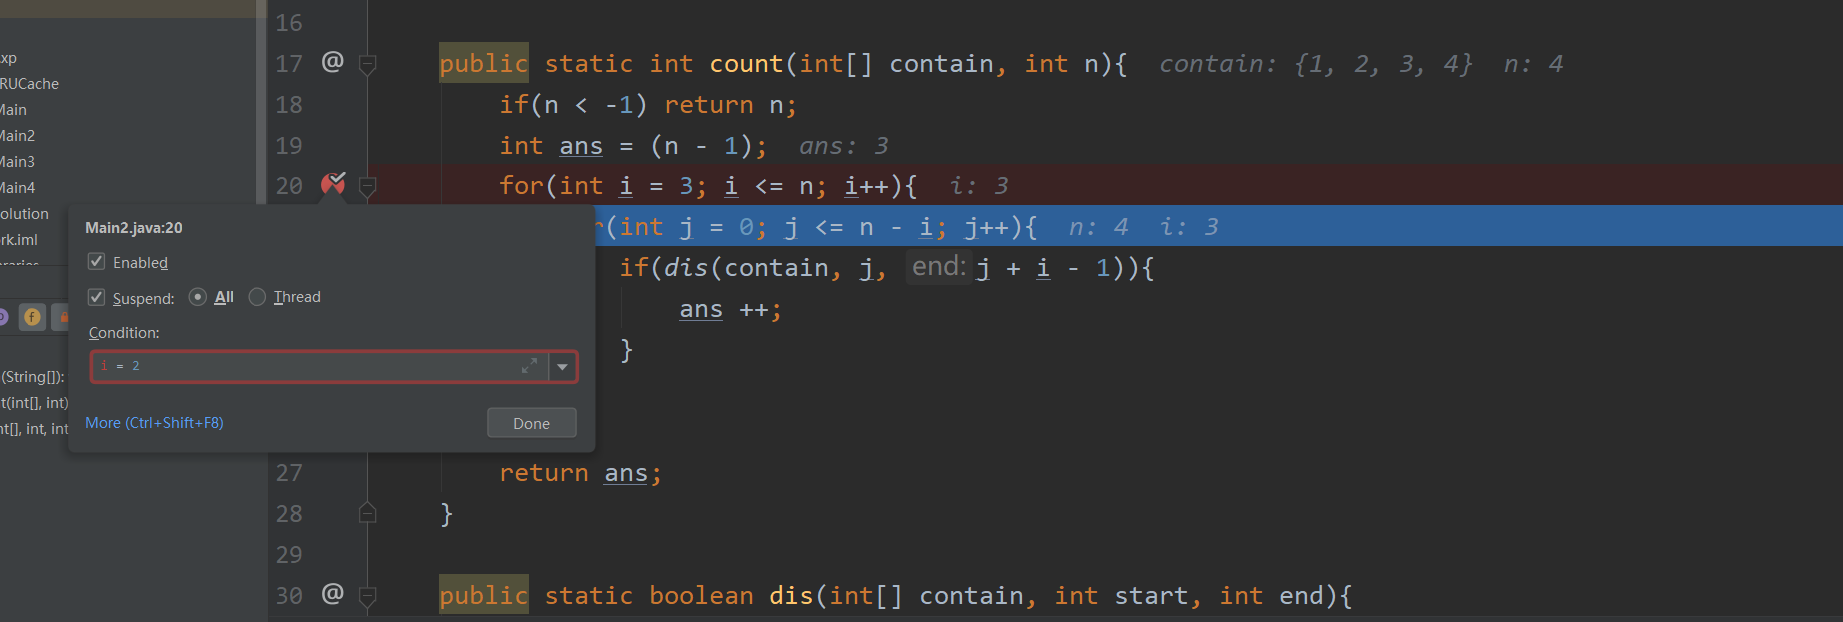 16
17 @ public static int count(int[] contain, int n){ contain: {1, 2, 3, 4} n: 4
18 if(n < -1) return n;
19 int ans = (n - 1); ans: 3
20 for(int i = 3; i <= n; i++){ i: 3
r(int j = 0; j <= n - i; j++){ n: 4 i: 3
if(dis(contain, j, end: j + i - 1)){
ans ++;
}
27 return ans;
28 }
29
30 @ public static boolean dis(int[] contain, int start, int end){
xp
RUCache
Main
Main2
Main3
Main4
olution
rk.iml
f
(String[]):
t(int[], int)
nt[], int, int
Main2.java:20
Enabled
Suspend: All Thread
Condition:
i = 2
More (Ctrl+Shift+F8)
Done